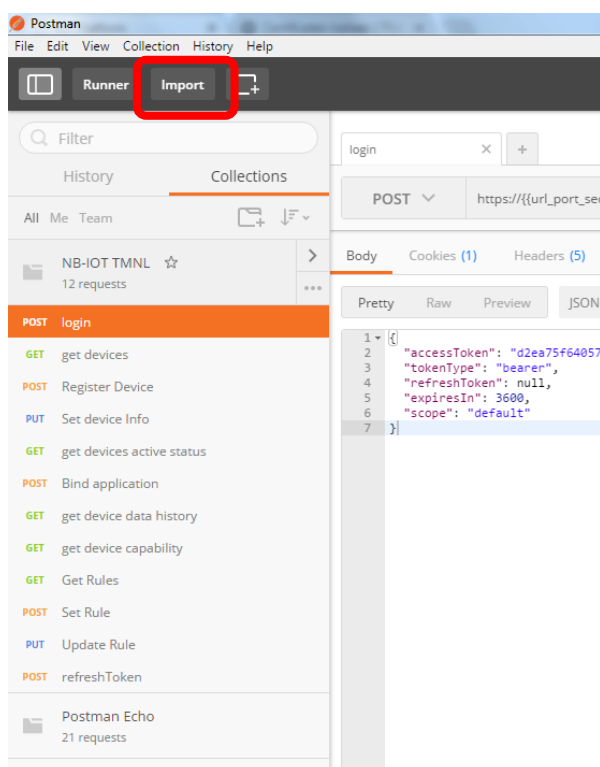 Postman
File Edit View Collection History Help
Runner Import
Filter
History Collections
All Me Team
NB-IOT TMNL
12 requests
POST login
GET get devices
POST Register Device
PUT Set device Info
GET get devices active status
POST Bind application
GET get device data history
GET get device capability
GET Get Rules
POST Set Rule
PUT Update Rule
POST refreshToken
Postman Echo
21 requests
login
POST https://{{url_port_sec
Body Cookies (1) Headers (5)
Pretty Raw Preview JSON
1 {
2 "accessToken": "d2ea75f64057
3 "tokenType": "bearer",
4 "refreshToken": null,
5 "expiresIn": 3600,
6 "scope": "default"
7 }